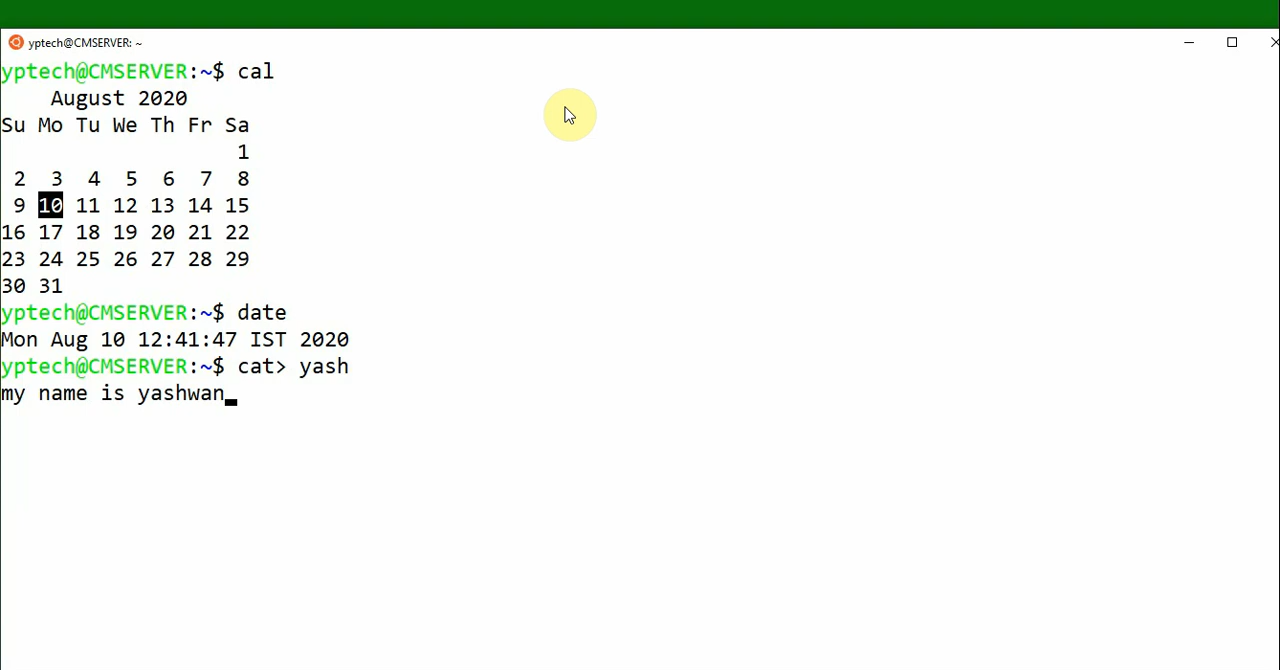 yptech@CMSERVER: ~
yptech@CMSERVER:~$ cal
    August 2020
Su Mo Tu We Th Fr Sa
                   1
 2  3  4  5  6  7  8
 9 10 11 12 13 14 15
16 17 18 19 20 21 22
23 24 25 26 27 28 29
30 31
yptech@CMSERVER:~$ date
Mon Aug 10 12:41:47 IST 2020
yptech@CMSERVER:~$ cat> yash
my name is yashwan